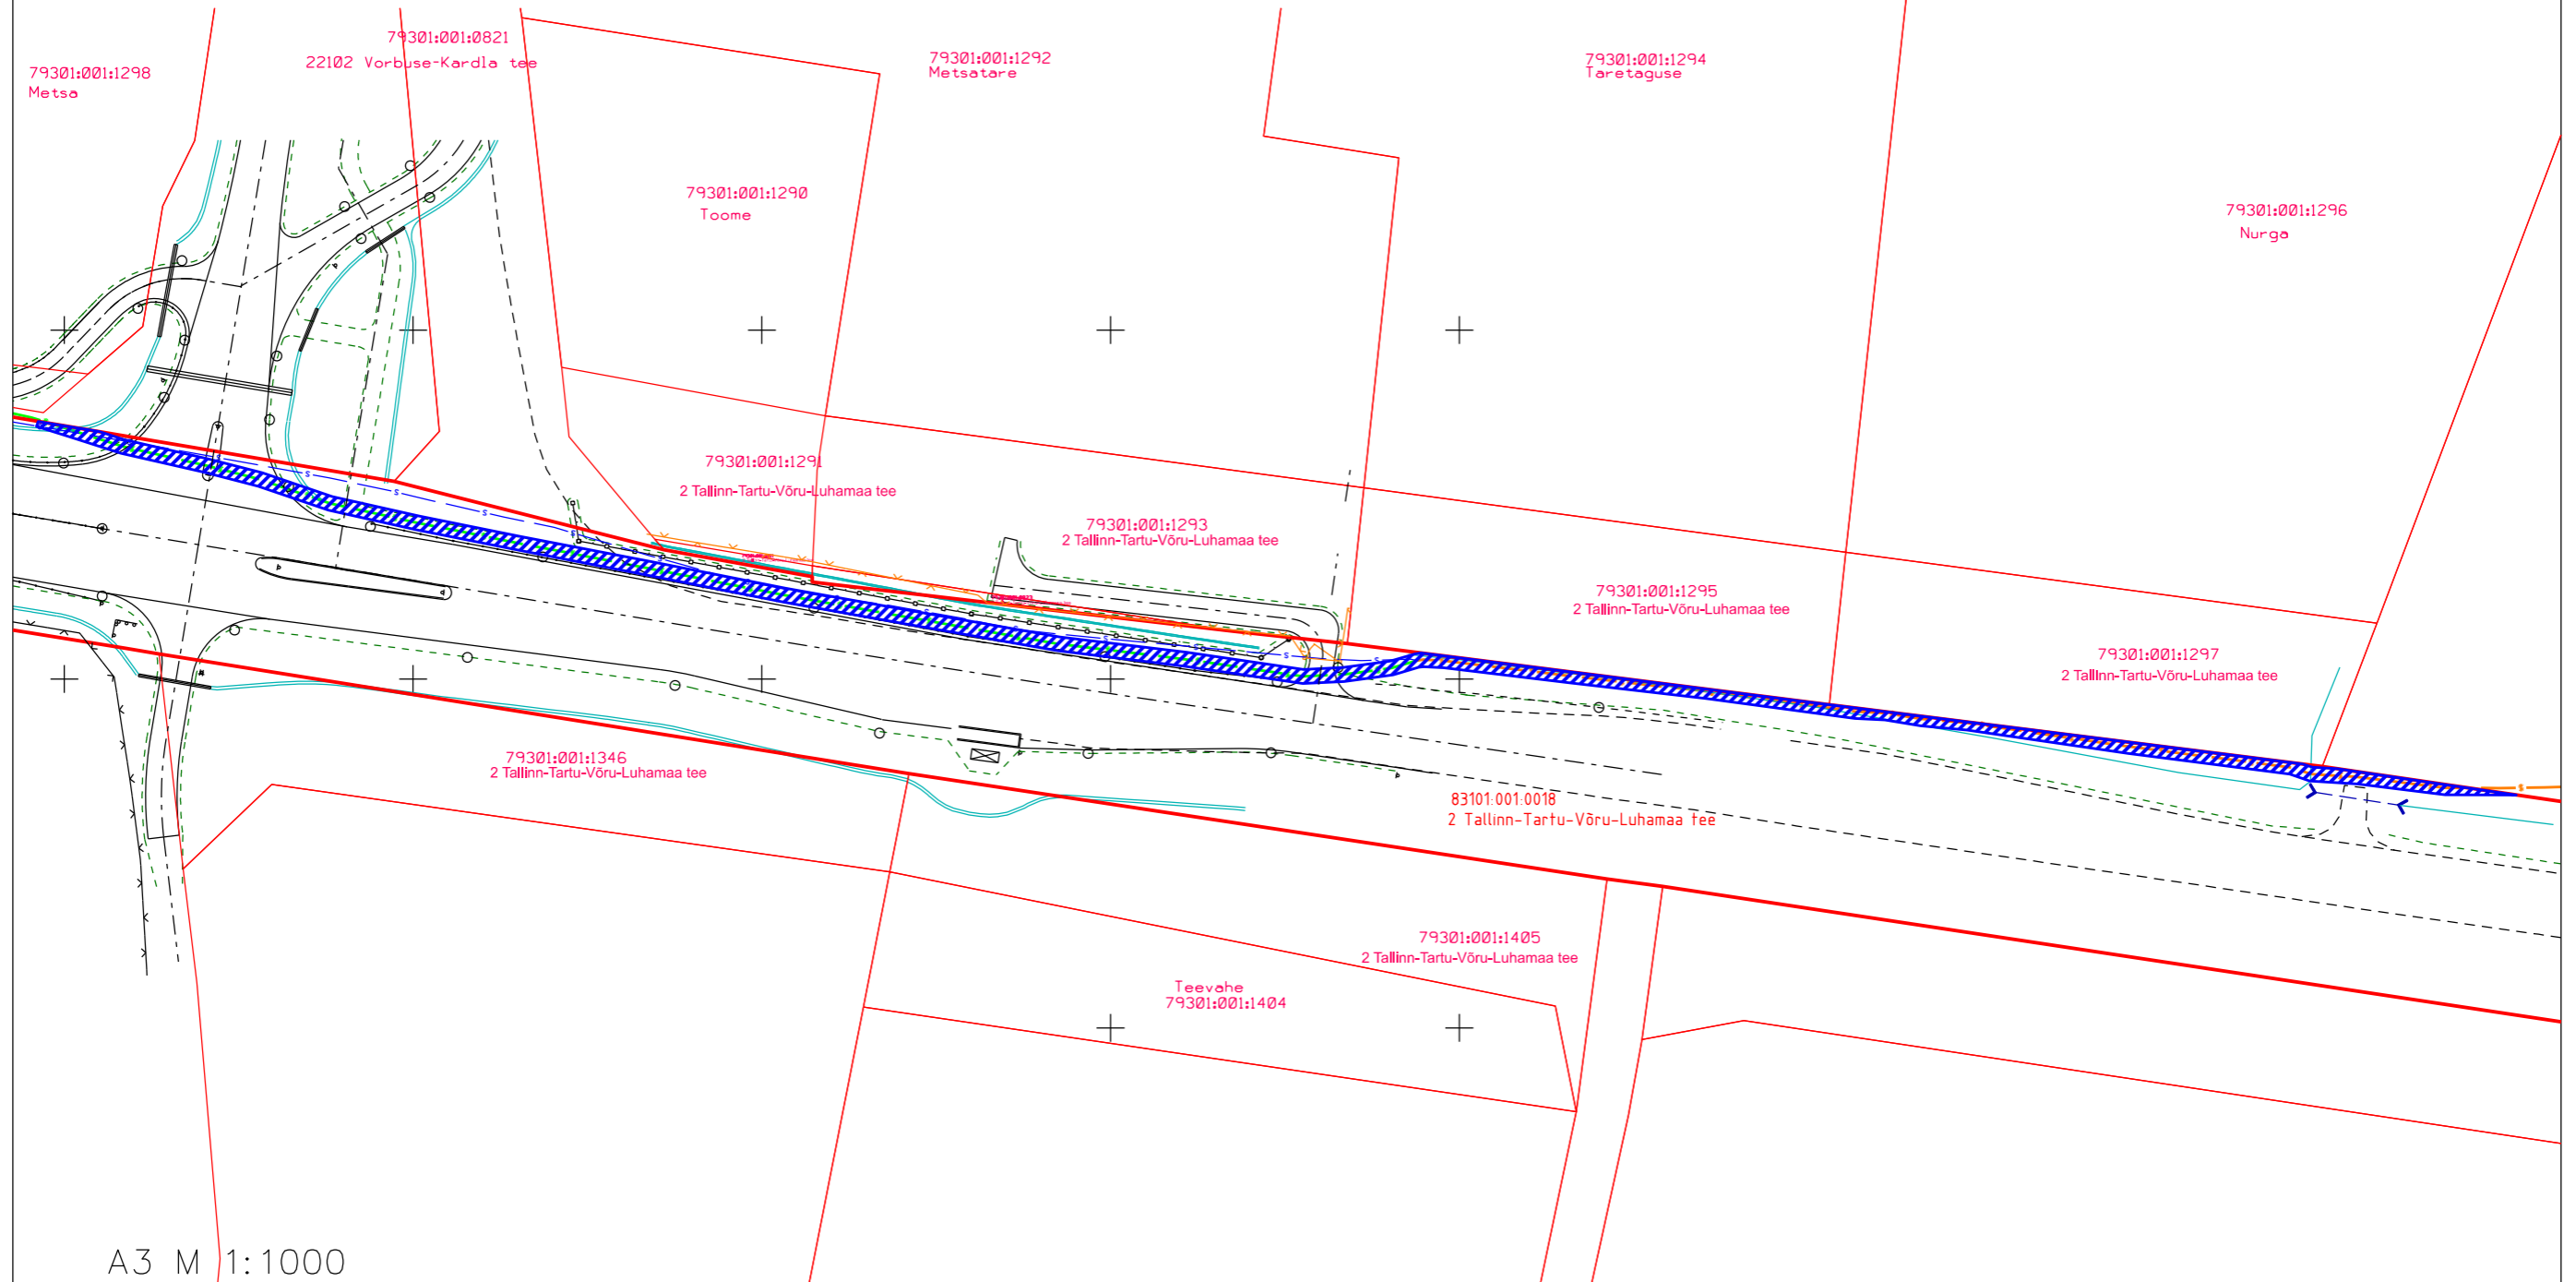 79301:001:0821
22102 Vorbuse-Kardla tee
79301:001:1298
Metsa
79301:001:1292
Metsatare
79301:001:1294
Taretaguse
79301:001:1290
Toome
79301:001:1296
Nurga
79301:001:1291
2 Tallinn-Tartu-Võru-Luhamaa tee
79301:001:1293
2 Tallinn-Tartu-Võru-Luhamaa tee
79301:001:1295
2 Tallinn-Tartu-Võru-Luhamaa tee
79301:001:1297
2 Tallinn-Tartu-Võru-Luhamaa tee
79301:001:1346
2 Tallinn-Tartu-Võru-Luhamaa tee
83101:001:0018
2 Tallinn-Tartu-Võru-Luhamaa tee
79301:001:1405
2 Tallinn-Tartu-Võru-Luhamaa tee
Teevahe
79301:001:1404
A3 M 1:1000